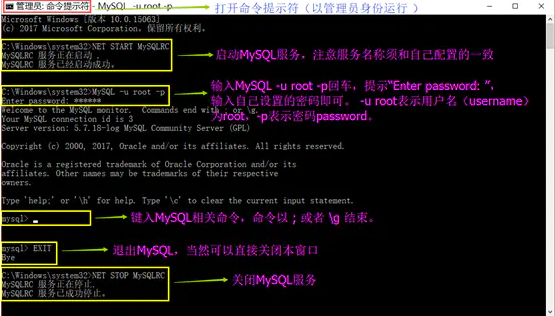 管理员: 命令提示符 - MySQL -u root -p
打开命令提示符（以管理员身份运行 ）
Microsoft Windows [版本 10.0.15063]
(c) 2017 Microsoft Corporation。保留所有权利。
C:\Windows\system32>NET START MySQLRC
MySQLRC 服务正在启动 .
MySQLRC 服务已经启动成功。
启动MySQL服务，注意服务名称须和自己配置的一致
C:\Windows\system32>MySQL -u root -p
Enter password: ******
输入MySQL -u root -p回车，提示"Enter password: ",
输入自己设置的密码即可。 -u root表示用户名（username）
为root，-p表示密码password。
Welcome to the MySQL monitor.  Commands end with ; or \g.
Your MySQL connection id is 3
Server version: 5.7.18-log MySQL Community Server (GPL)
Copyright (c) 2000, 2017, Oracle and/or its affiliates. All rights reserved.
Oracle is a registered trademark of Oracle Corporation and/or its
affiliates. Other names may be trademarks of their respective
owners.
Type 'help;' or '\h' for help. Type '\c' to clear the current input statement.
mysql>
键入MySQL相关命令，命令以 ; 或者 \g 结束。
mysql> EXIT
Bye
退出MySQL，当然可以直接关闭本窗口
C:\Windows\system32>NET STOP MySQLRC
MySQLRC 服务正在停止.
MySQLRC 服务已成功停止。
关闭MySQL服务